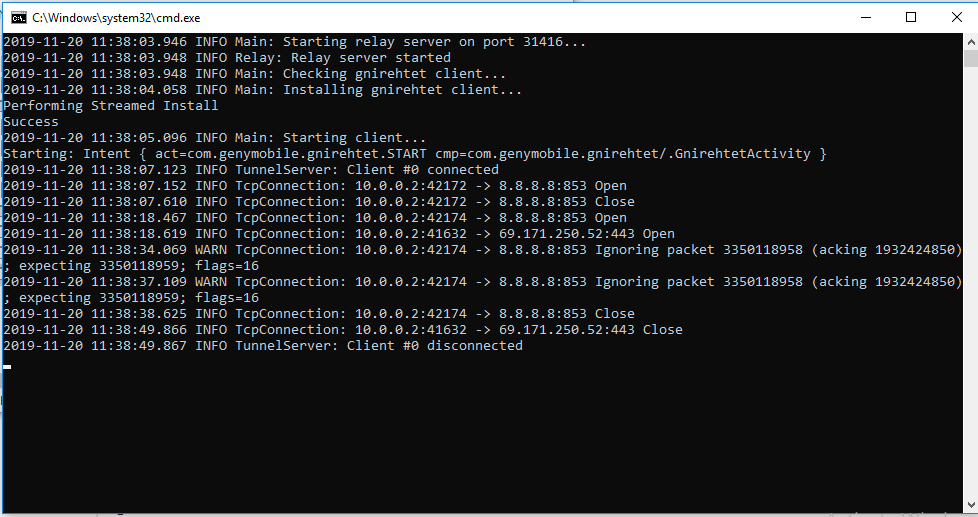 C:\Windows\system32\cmd.exe
2019-11-20 11:38:03.946 INFO Main: Starting relay server on port 31416...
2019-11-20 11:38:03.948 INFO Relay: Relay server started
2019-11-20 11:38:03.948 INFO Main: Checking gnirehtet client...
2019-11-20 11:38:04.058 INFO Main: Installing gnirehtet client...
Performing Streamed Install
Success
2019-11-20 11:38:05.096 INFO Main: Starting client...
Starting: Intent { act=com.genymobile.gnirehtet.START cmp=com.genymobile.gnirehtet/.GnirehtetActivity }
2019-11-20 11:38:07.123 INFO TunnelServer: Client #0 connected
2019-11-20 11:38:07.152 INFO TcpConnection: 10.0.0.2:42172 -> 8.8.8.8:853 Open
2019-11-20 11:38:07.610 INFO TcpConnection: 10.0.0.2:42172 -> 8.8.8.8:853 Close
2019-11-20 11:38:18.467 INFO TcpConnection: 10.0.0.2:42174 -> 8.8.8.8:853 Open
2019-11-20 11:38:18.619 INFO TcpConnection: 10.0.0.2:41632 -> 69.171.250.52:443 Open
2019-11-20 11:38:34.069 WARN TcpConnection: 10.0.0.2:42174 -> 8.8.8.8:853 Ignoring packet 3350118958 (acking 1932424850)
; expecting 3350118959; flags=16
2019-11-20 11:38:37.109 WARN TcpConnection: 10.0.0.2:42174 -> 8.8.8.8:853 Ignoring packet 3350118958 (acking 1932424850)
; expecting 3350118959; flags=16
2019-11-20 11:38:38.625 INFO TcpConnection: 10.0.0.2:42174 -> 8.8.8.8:853 Close
2019-11-20 11:38:49.866 INFO TcpConnection: 10.0.0.2:41632 -> 69.171.250.52:443 Close
2019-11-20 11:38:49.867 INFO TunnelServer: Client #0 disconnected